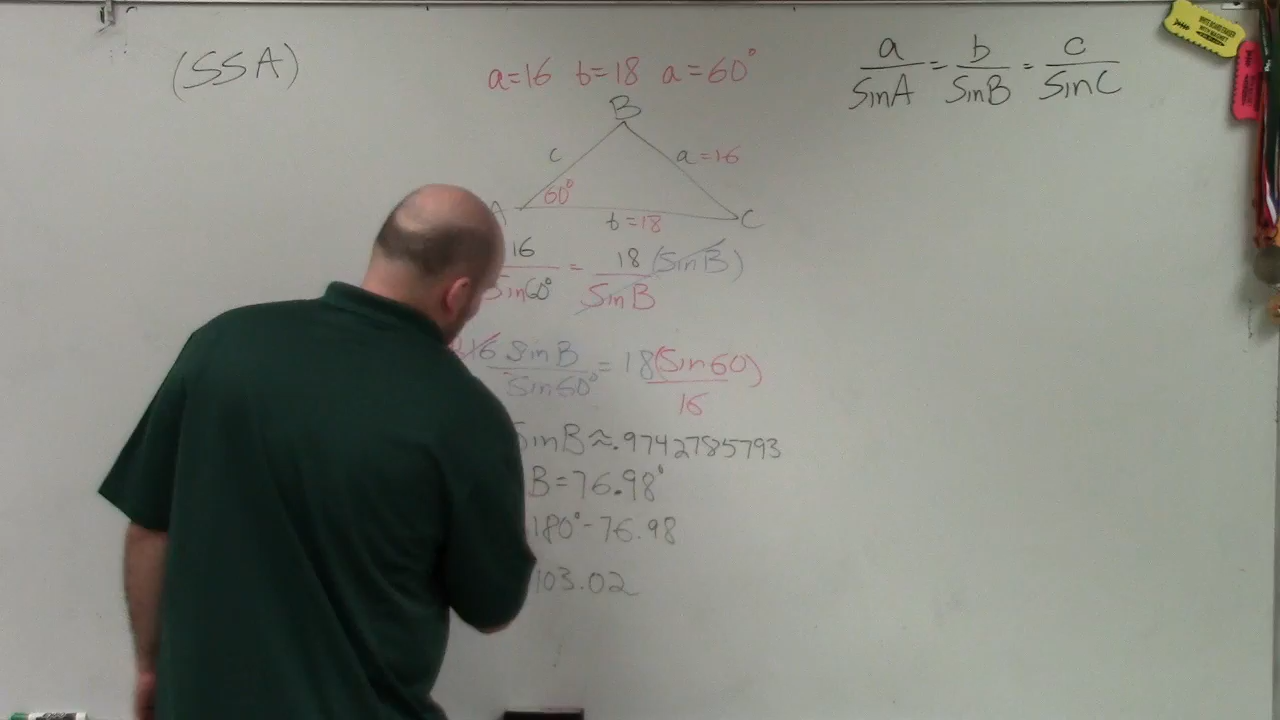 (SSA)
a=16 b=18 a=60°
a/SinA = b/SinB = c/SinC
B
c
a=16
60°
A
b=18
C
16/Sin60° = 18/SinB (SinB)
16 SinB/Sin60° = 18(Sin60)/16
SinB≈.9742785793
B=76.98°
180°-76.98
103.02